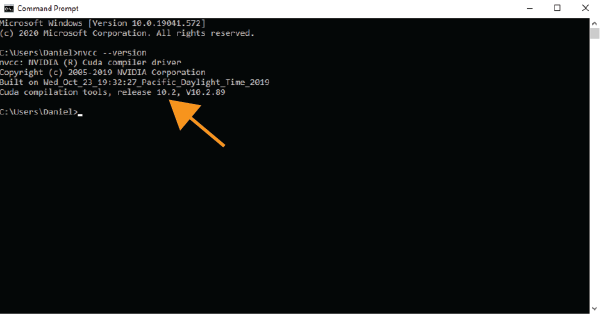 Command Prompt
Microsoft Windows [Version 10.0.19041.572]
(c) 2020 Microsoft Corporation. All rights reserved.
C:\Users\Daniel>nvcc --version
nvcc: NVIDIA (R) Cuda compiler driver
Copyright (c) 2005-2019 NVIDIA Corporation
Built on Wed_Oct_23_19:32:27_Pacific_Daylight_Time_2019
Cuda compilation tools, release 10.2, V10.2.89
C:\Users\Daniel>